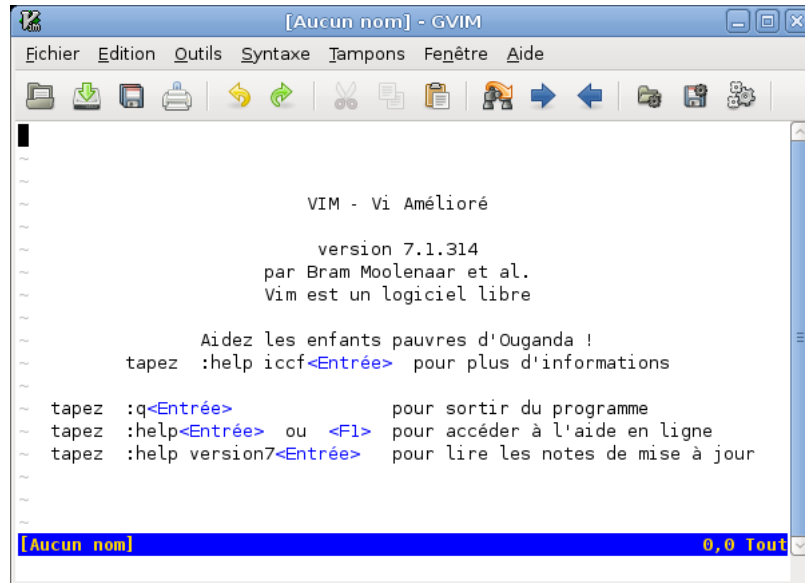 [Aucun nom] - GVIM
Fichier Edition Outils Syntaxe Tampons Fenêtre Aide
~
~
~ VIM - Vi Amélioré
~
~ version 7.1.314
~ par Bram Moolenaar et al.
~ Vim est un logiciel libre
~
~ Aidez les enfants pauvres d'Ouganda !
~ tapez :help iccf<Entrée> pour plus d'informations
~
~ tapez :q<Entrée> pour sortir du programme
~ tapez :help<Entrée> ou <F1> pour accéder à l'aide en ligne
~ tapez :help version7<Entrée> pour lire les notes de mise à jour
~
~
~
[Aucun nom] 0,0 Tout